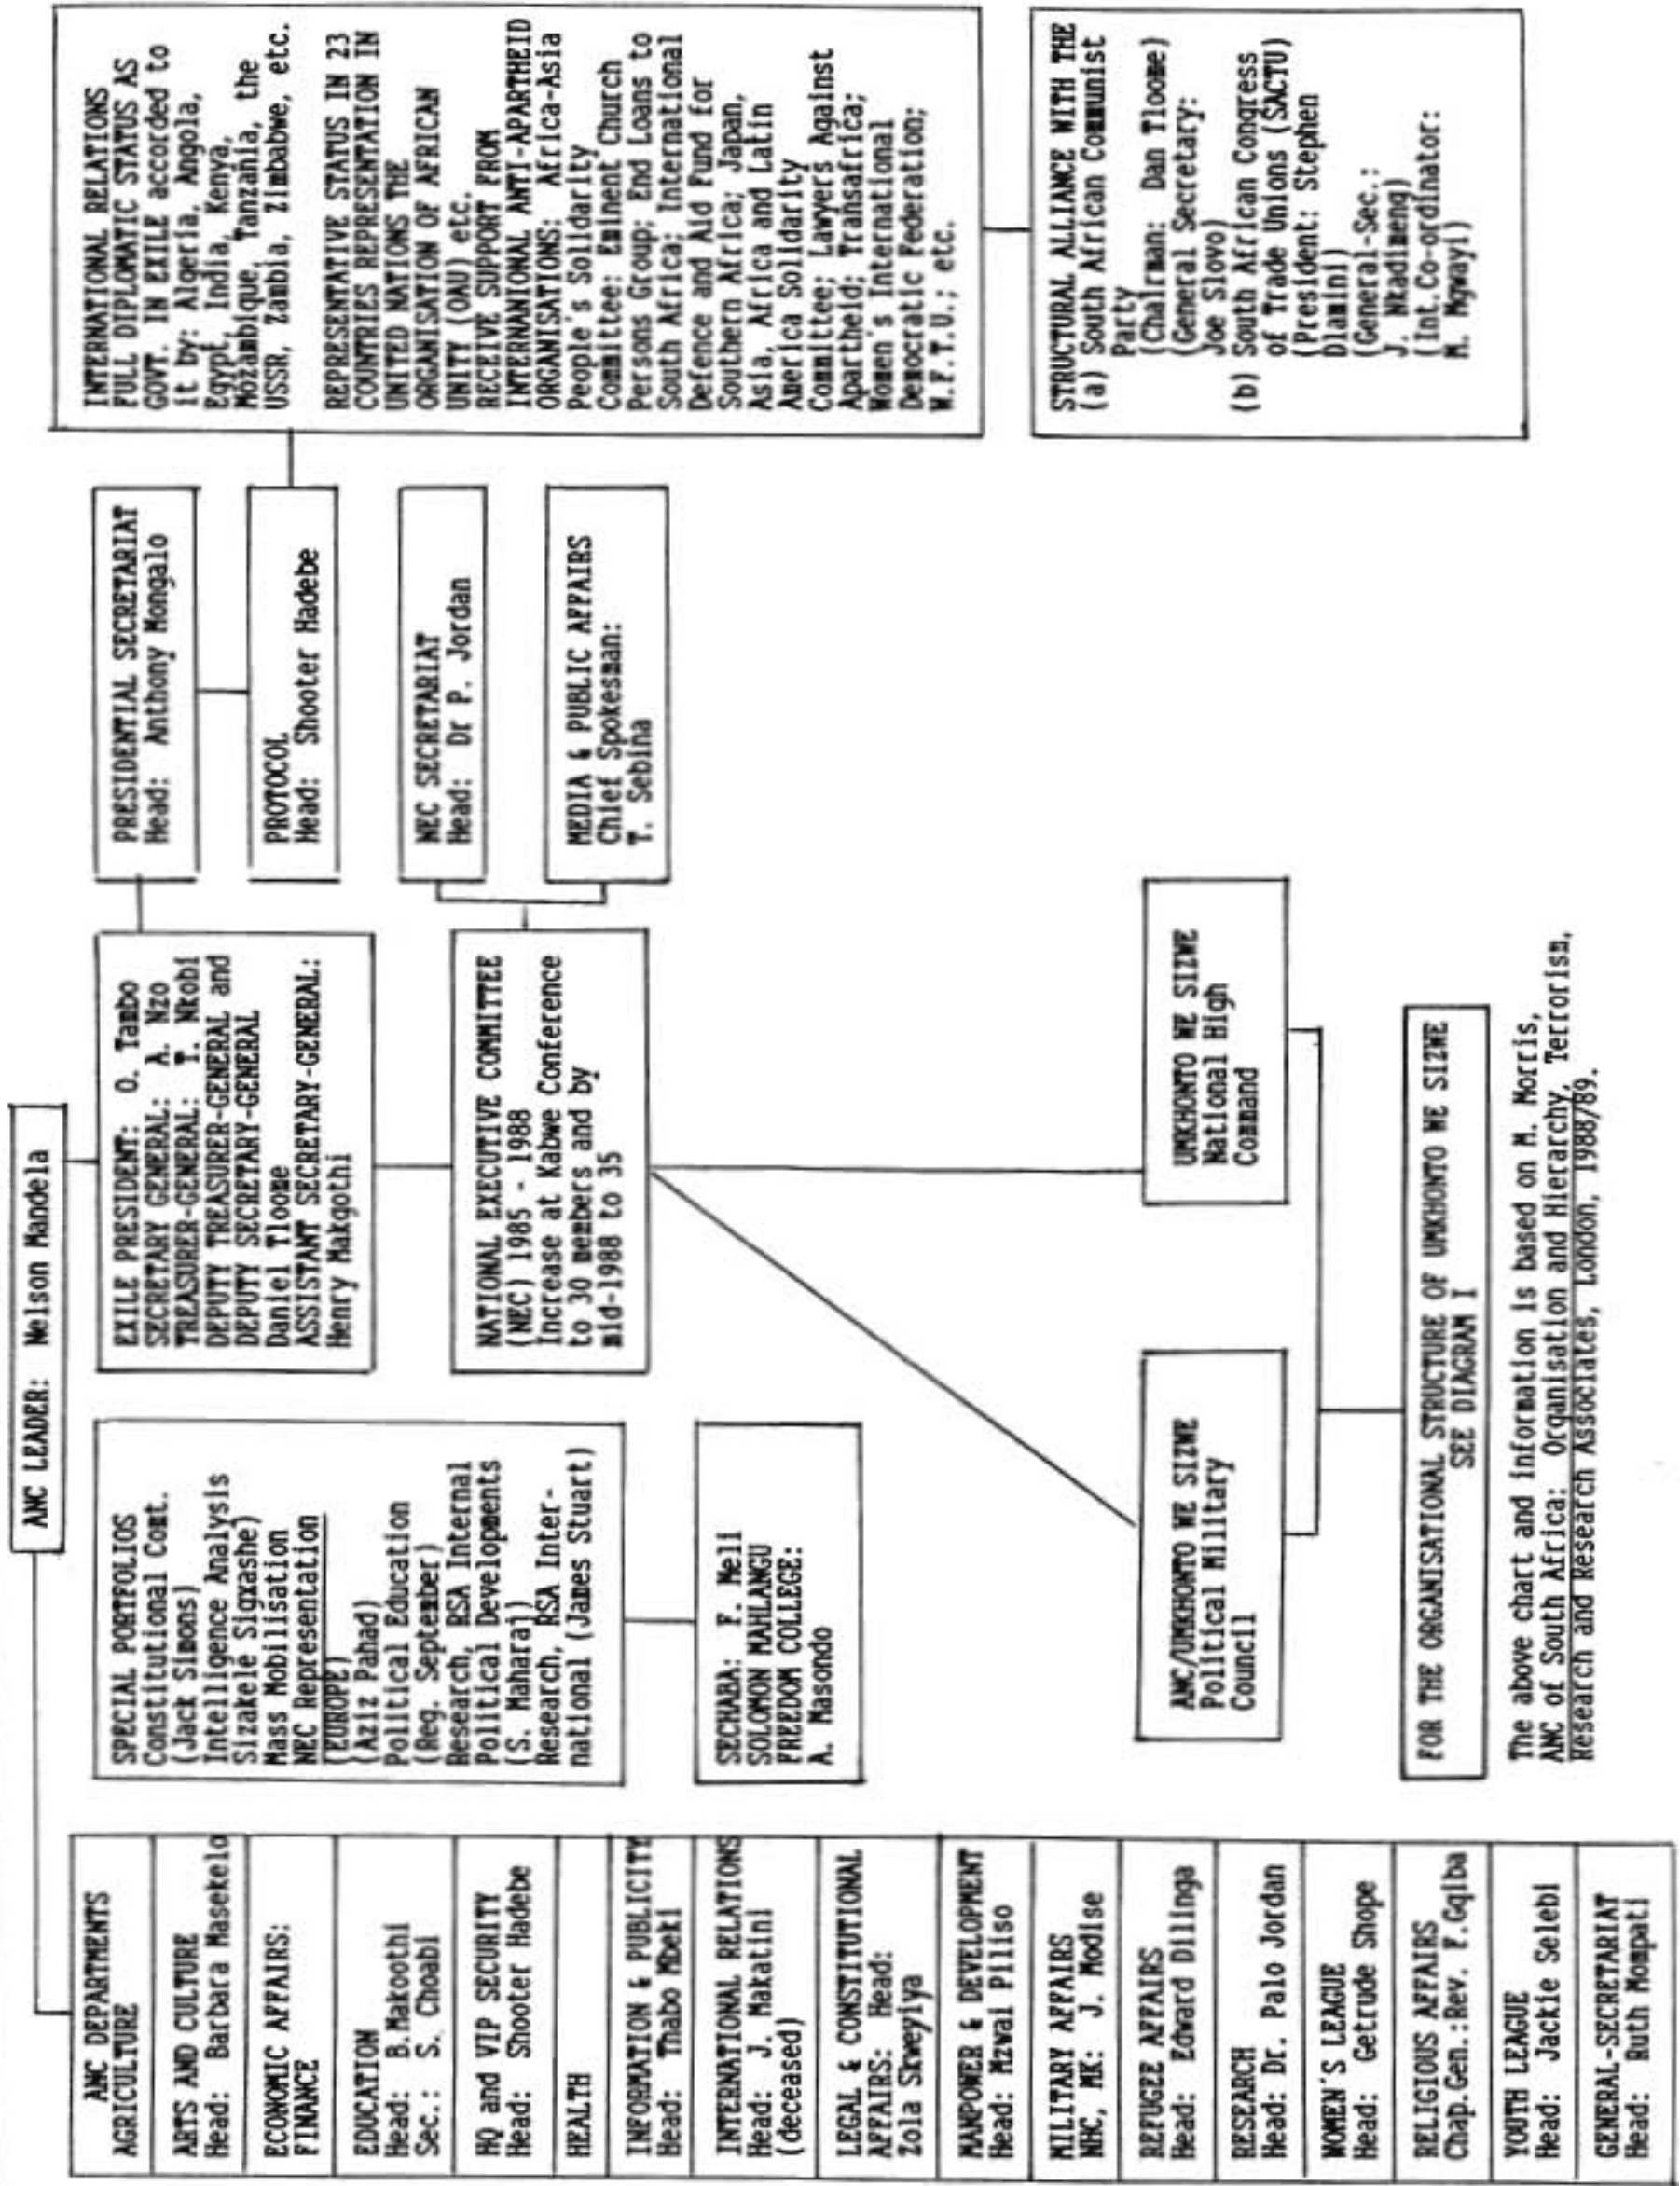 ANC LEADER: Nelson Mandela
ANC DEPARTMENTS
AGRICULTURE
ARTS AND CULTURE
Head: Barbara Masekelo
ECONOMIC AFFAIRS:
FINANCE
EDUCATION
Head: B.Makoothi
Sec.: S. Choabi
HQ and VIP SECURITY
Head: Shooter Hadebe
HEALTH
INFORMATION & PUBLICITY
Head: Thabo Mbeki
INTERNATIONAL RELATIONS
Head: J. Makatini
(deceased)
LEGAL & CONSTITUTIONAL
AFFAIRS: Head:
Zola Skweyiya
MANPOWER & DEVELOPMENT
Head: Mzwai Piliso
MILITARY AFFAIRS
NHC, MK: J. Modise
REFUGEE AFFAIRS
Head: Edward Dilinga
RESEARCH
Head: Dr. Palo Jordan
WOMEN'S LEAGUE
Head: Getrude Shope
RELIGIOUS AFFAIRS
Chap.Gen.:Rev. F.Gqiba
YOUTH LEAGUE
Head: Jackie Selebi
GENERAL-SECRETARIAT
Head: Ruth Mompati
SPECIAL PORTFOLIOS
Constitutional Comt.
(Jack Simons)
Intelligence Analysis
Sizakele Sigxashe)
Mass Mobilisation
NEC Representation
(EUROPE)
(Aziz Pahad)
Political Education
(Reg. September)
Research, RSA Internal
Political Developments
(S. Maharaj)
Research, RSA Inter-
national (James Stuart)
SECHABA: F. Meli
SOLOMON MAHLANGU
FREEDOM COLLEGE:
A. Masondo
EXILE PRESIDENT: O. Tambo
SECRETARY GENERAL: A. Nzo
TREASURER-GENERAL: T. Nkobi
DEPUTY TREASURER-GENERAL and
DEPUTY SECRETARY-GENERAL
Daniel Tloome
ASSISTANT SECRETARY-GENERAL:
Henry Makgothi
NATIONAL EXECUTIVE COMMITTEE
(NEC) 1985 - 1988
Increase at Kabwe Conference
to 30 members and by
mid-1988 to 35
PRESIDENTIAL SECRETARIAT
Head: Anthony Mongalo
PROTOCOL
Head: Shooter Hadebe
NEC SECRETARIAT
Head: Dr P. Jordan
MEDIA & PUBLIC AFFAIRS
Chief Spokesman:
T. Sebina
INTERNATIONAL RELATIONS
FULL DIPLOMATIC STATUS AS
GOVT. IN EXILE accorded to
it by: Algeria, Angola,
Egypt, India, Kenya,
Mozambique, Tanzania, the
USSR, Zambia, Zimbabwe, etc.
REPRESENTATIVE STATUS IN 23
COUNTRIES REPRESENTATION IN
UNITED NATIONS THE
ORGANISATION OF AFRICAN
UNITY (OAU) etc.
RECEIVE SUPPORT FROM
INTERNANIONAL ANTI-APARTHEID
ORGANISATIONS: Africa-Asia
People's Solidarity
Committee; Eminent Church
Persons Group; End Loans to
South Africa; International
Defence and Aid Fund for
Southern Africa; Japan,
Asia, Africa and Latin
America Solidarity
Committee; Lawyers Against
Apartheid; Transafrica;
Women's International
Democratic Federation;
W.F.T.U.; etc.
STRUCTURAL ALLIANCE WITH THE
(a) South African Communist
Party
(Chairman: Dan Tloome)
(General Secretary:
Joe Slovo)
(b) South African Congress
of Trade Unions (SACTU)
(President: Stephen
Dlamini)
(General-Sec.:
J. Nkadimeng)
(Int.Co-ordinator:
M. Mgwayi)
ANC/UMKHONTO WE SIZWE
Political Military
Council
UMKHONTO WE SIZWE
National High
Command
FOR THE ORGANISATIONAL STRUCTURE OF UMKHONTO WE SIZWE
SEE DIAGRAM I
The above chart and information is based on M. Morris,
ANC of South Africa: Organisation and Hierarchy, Terrorism,
Research and Research Associates, London, 1988/89.